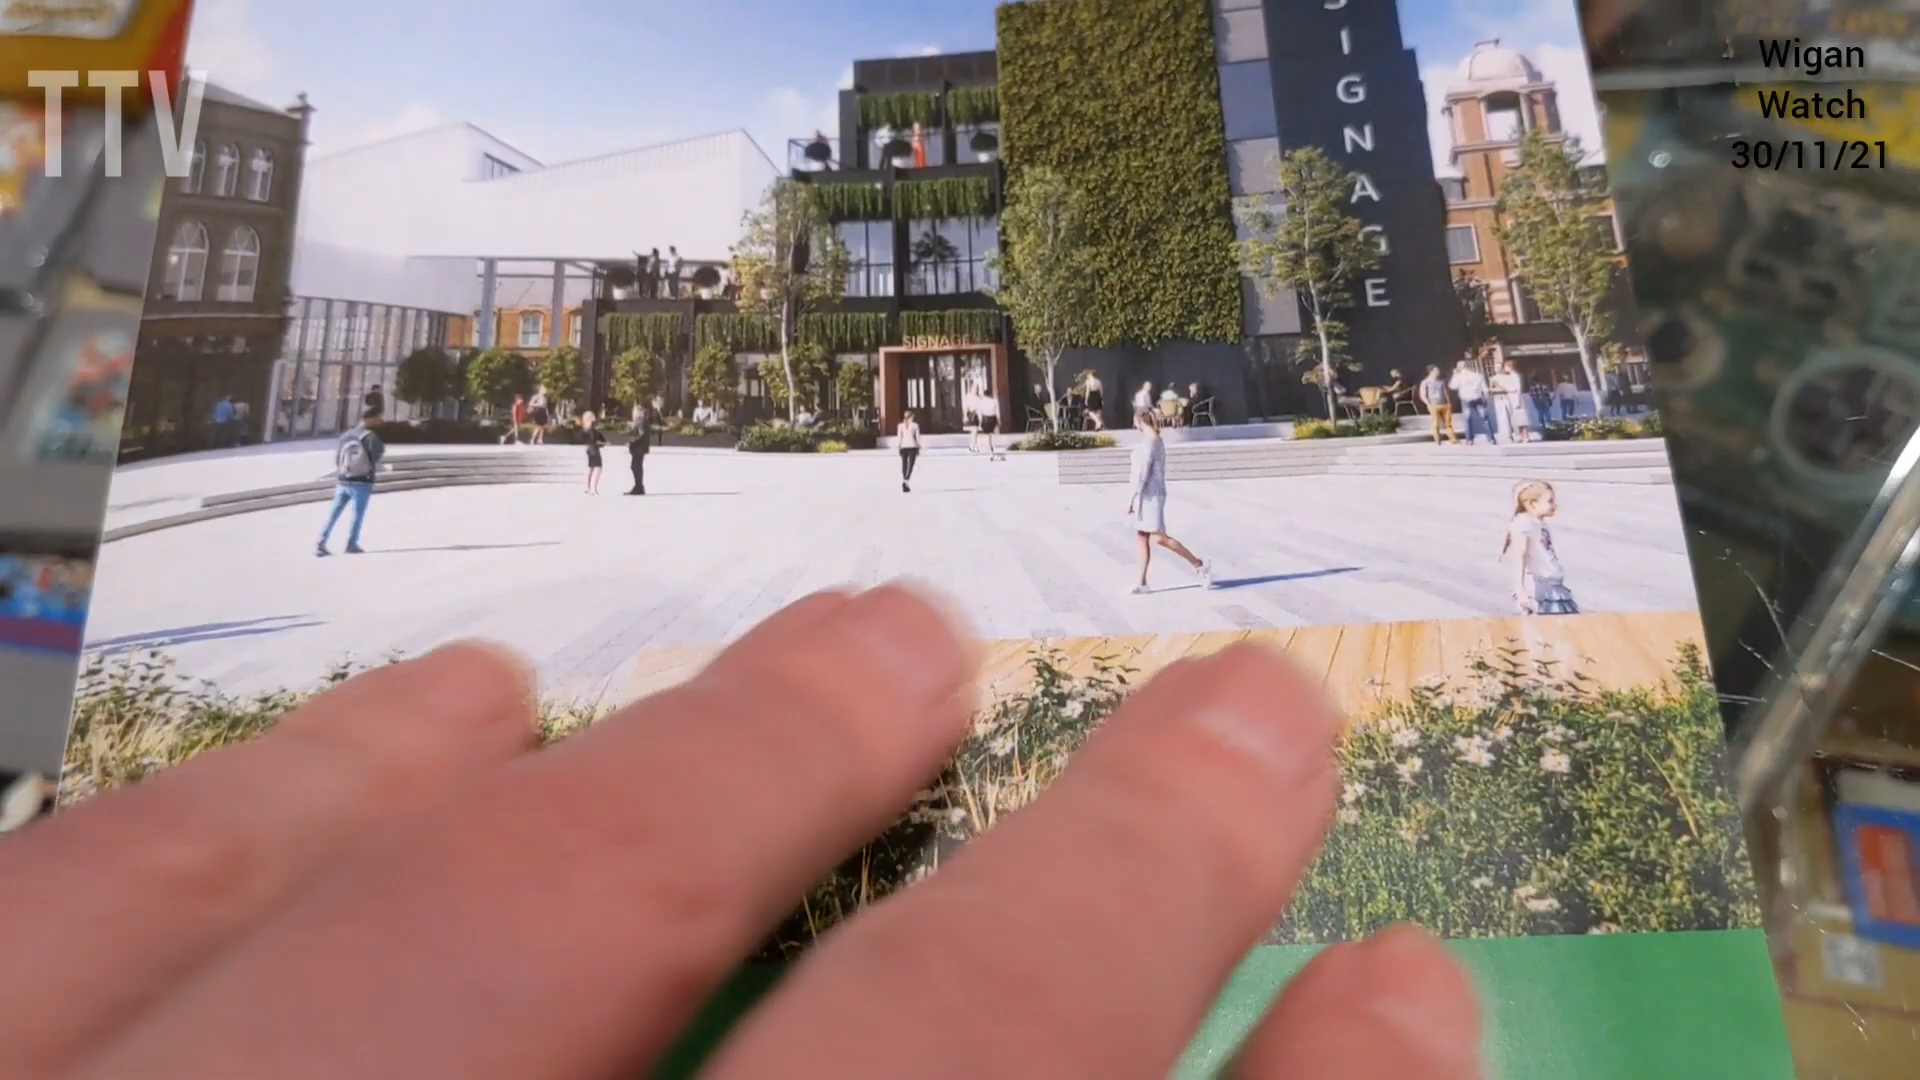 TTV
Wigan
Watch
30/11/21
SIGNAGE
SIGNAGE